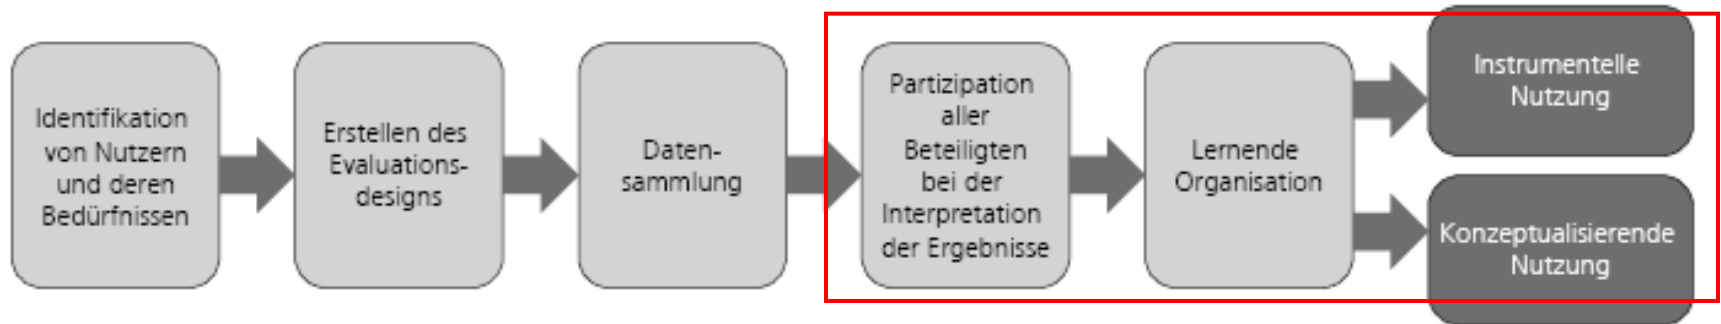 Identifikation
von Nutzern
und deren
Bedürfnissen
Erstellen des
Evaluations-
designs
Daten-
sammlung
Partizipation
aller
Beteiligten
bei der
Interpretation
der Ergebnisse
Lernende
Organisation
Instrumentelle
Nutzung
Konzeptualisierende
Nutzung